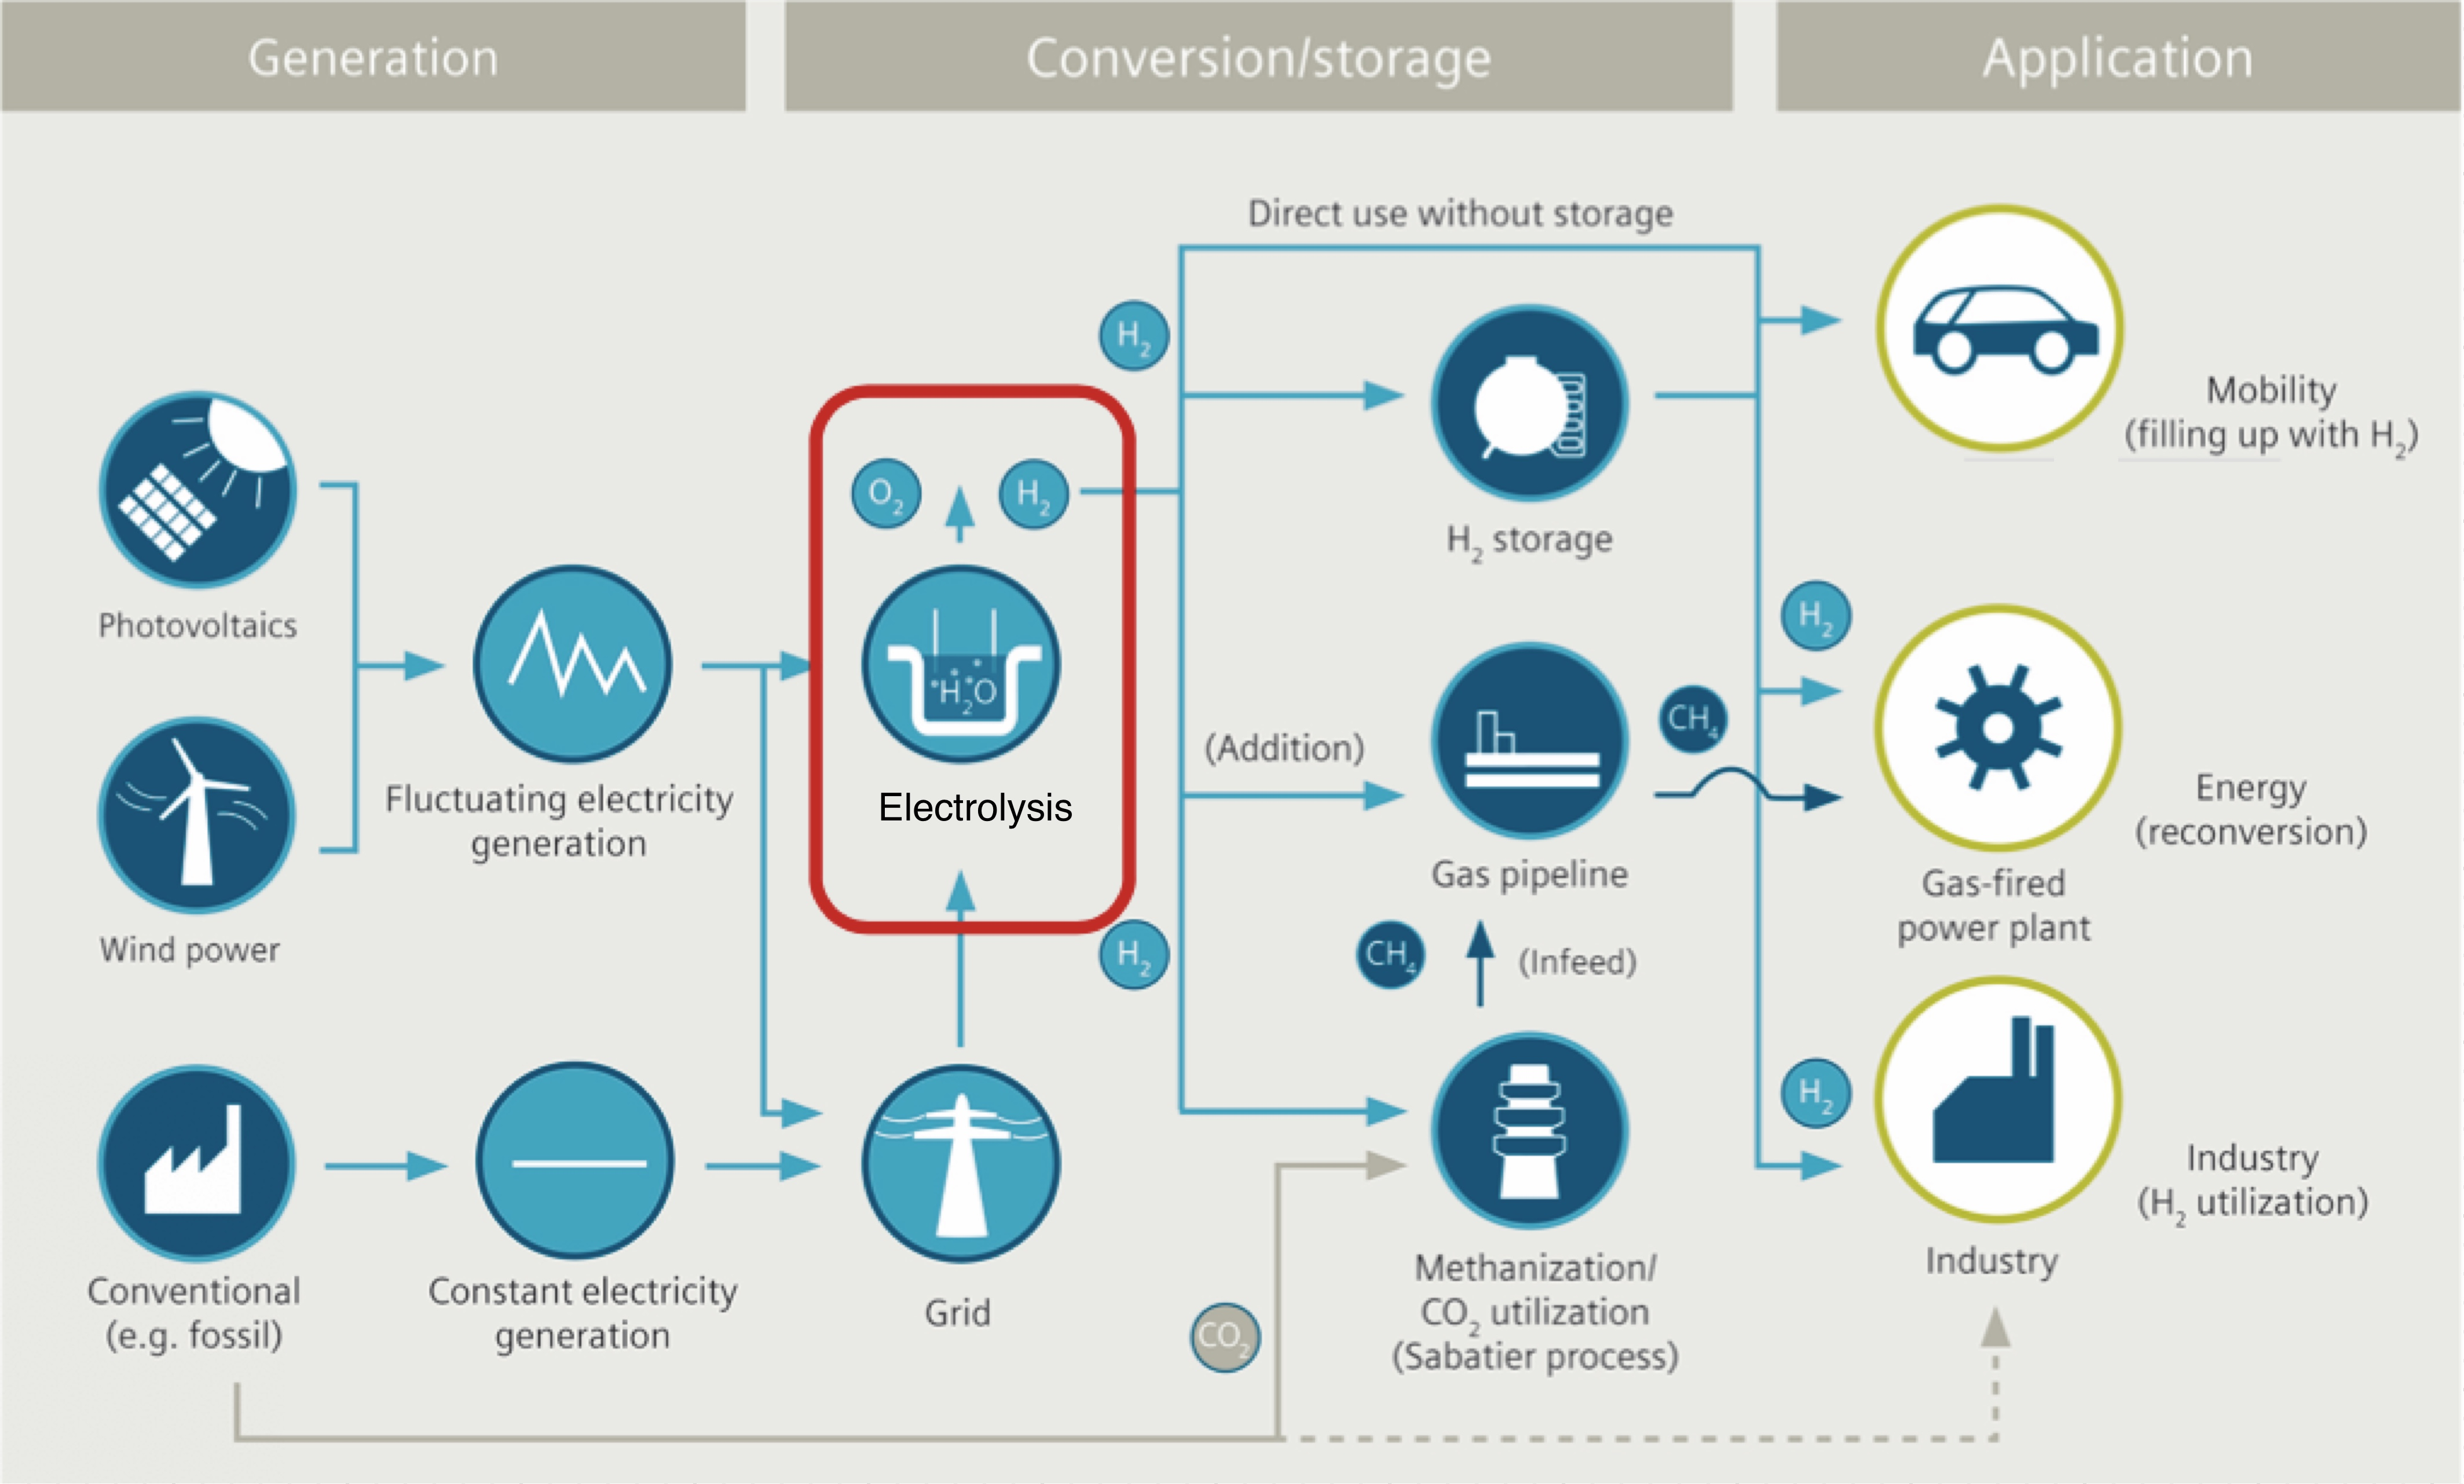 Generation
Conversion/storage
Application
Direct use without storage
H2
O2
H2
H2O
Electrolysis
Photovoltaics
Wind power
Fluctuating electricity
generation
Conventional
(e.g. fossil)
Constant electricity
generation
Grid
H2
H2 storage
(Addition)
Gas pipeline
CH4
CH4
(Infeed)
Methanization/
CO2 utilization
(Sabatier process)
CO2
Mobility
(filling up with H2)
H2
Energy
(reconversion)
Gas-fired
power plant
H2
Industry
(H2 utilization)
Industry